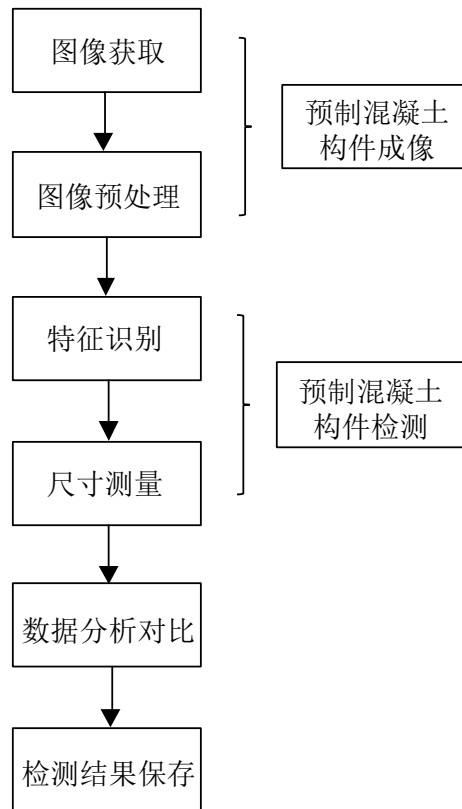 图像获取
预制混凝土
构件成像
图像预处理
特征识别
预制混凝土
构件检测
尺寸测量
数据分析对比
检测结果保存